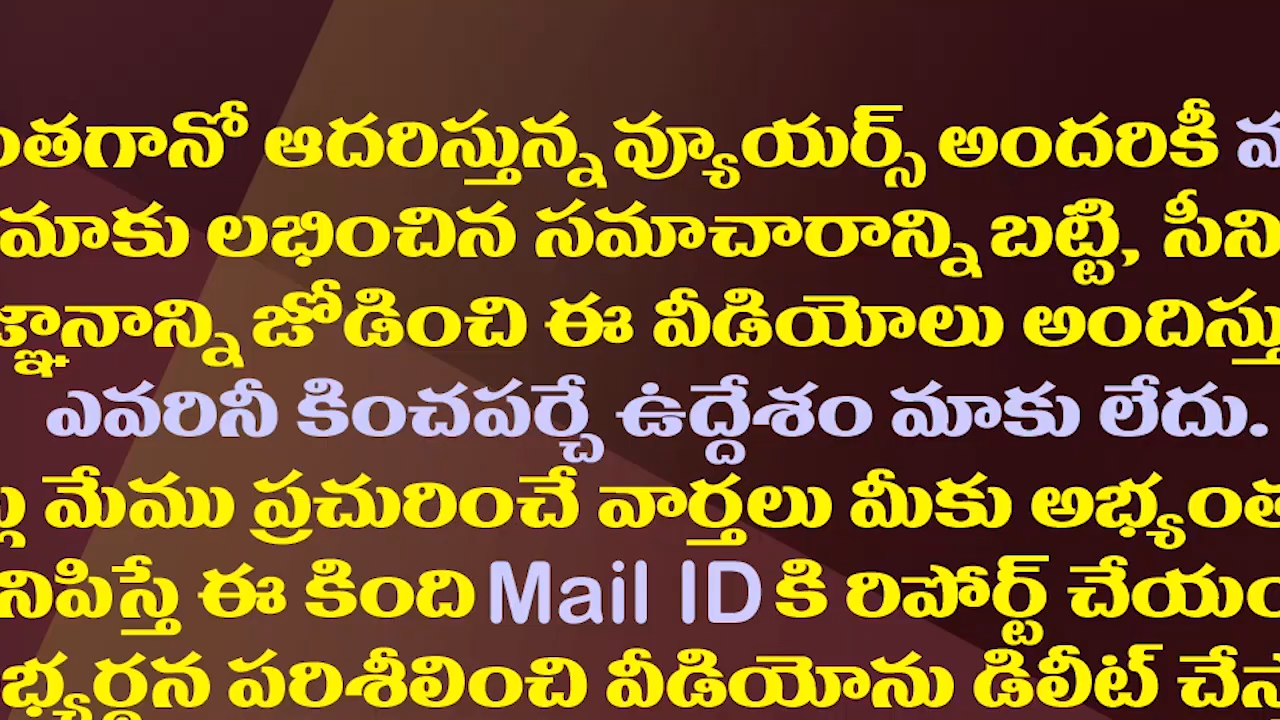 ఆదరిస్తున్న వ్యూయర్స్ అందరికీ
మాకు లభించిన సమాచారాన్ని బట్టి, సీని
జోడించి ఈ వీడియోలు
ఎవరినీ కించపర్చే ఉద్దేశం మాకు లేదు.
మేము ప్రచురించే వార్తలు మీకు
ఈ కింది Mail ID కి రిపోర్ట్
పరిశీలించి వీడియోను డిలీట్